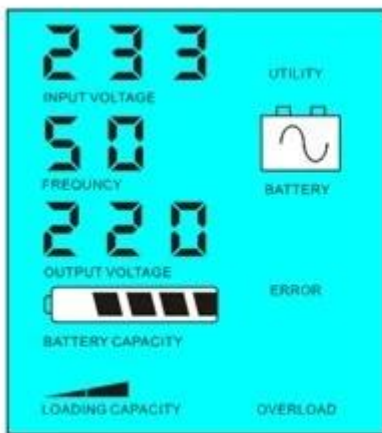 233
UTILITY
INPUT VOLTAGE
50
FREQUNCY
BATTERY
220
OUTPUT VOLTAGE
ERROR
BATTERY CAPACITY
LOADING CAPACITY
OVERLOAD